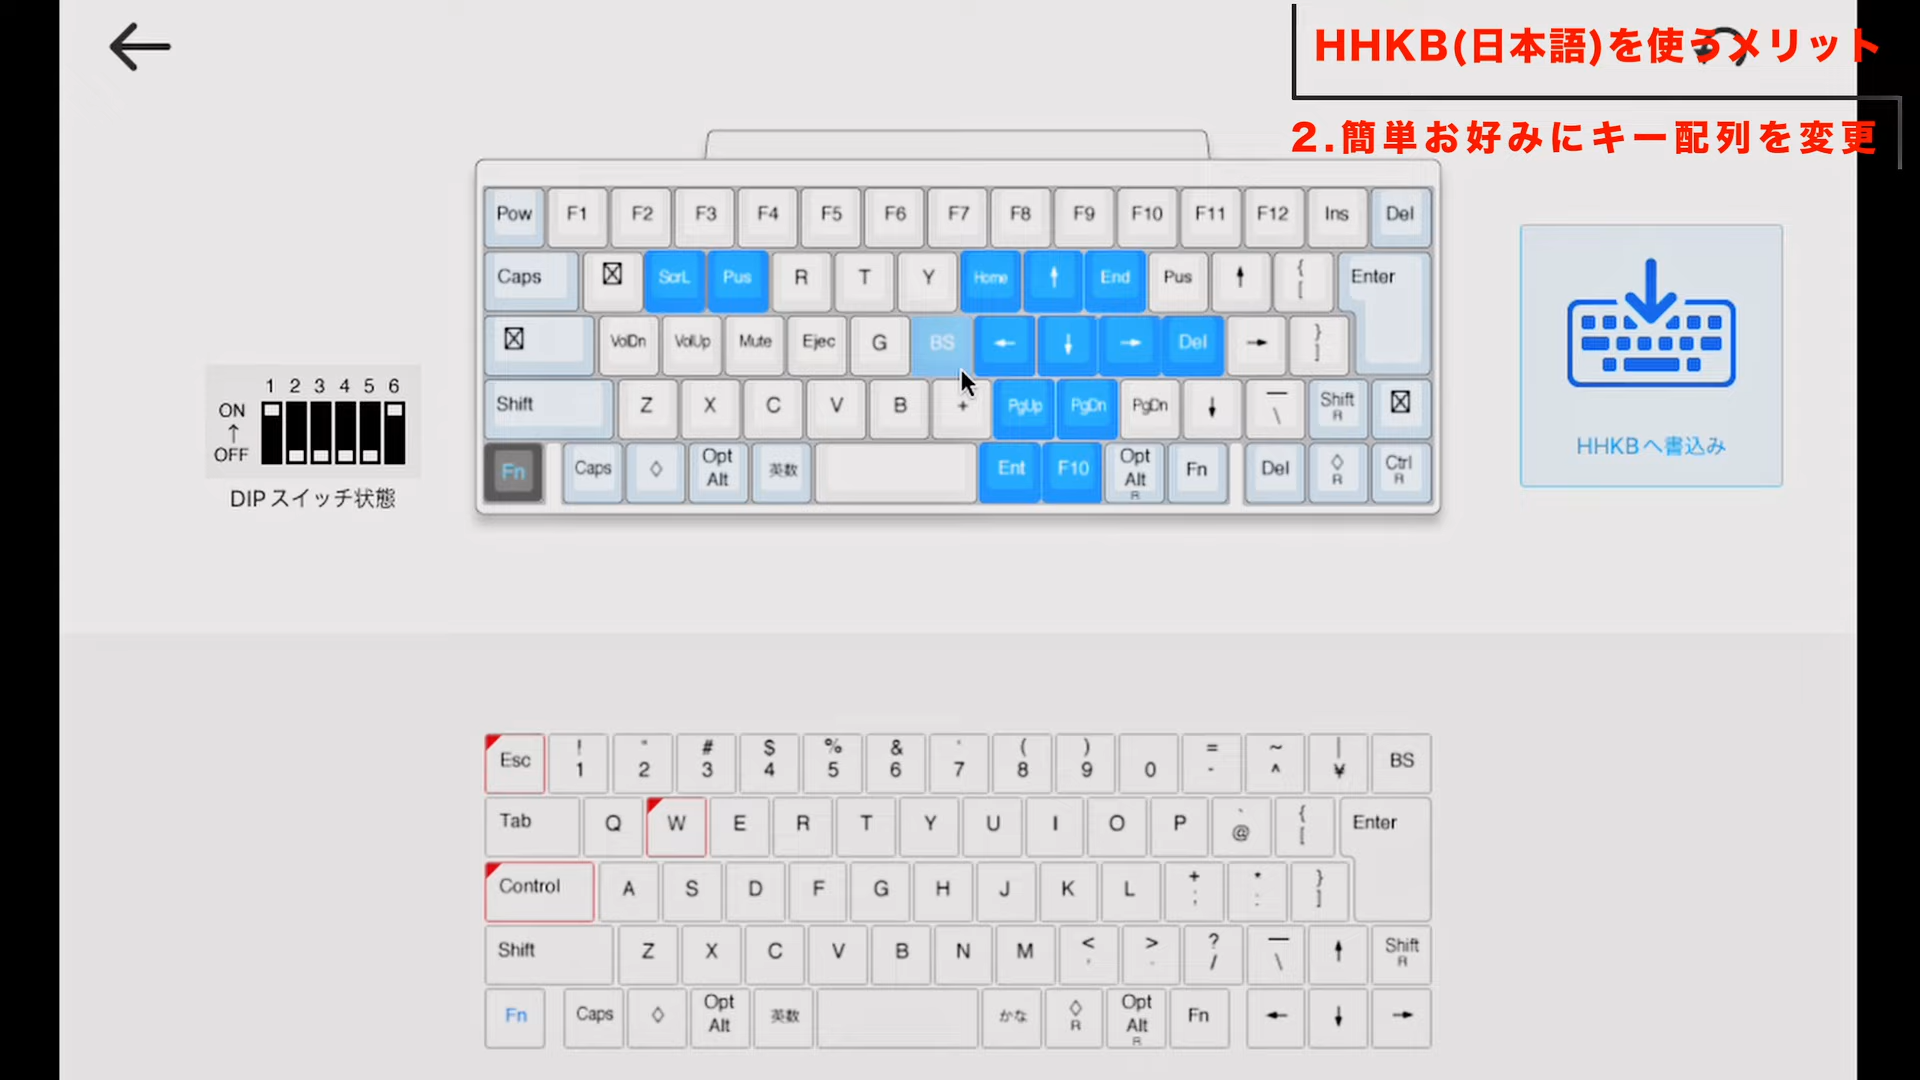 HHKB(日本語)を使うメリット
2.簡単お好みにキー配列を変更
Pow F1 F2 F3 F4 F5 F6 F7 F8 F9 F10 F11 F12 Ins Del
Caps ScrL Pus R T Y Home ↑ End Pus ↑ { [ Enter
VolDn VolUp Mute Ejec G BS ← ↓ → Del → } ]
Shift Z X C V B + PgUp PgDn PgDn ↓ _ \ Shift R
Fn Caps ◇ Opt Alt 英数 Ent F10 Opt Alt R Fn Del ◇ R Ctrl R
1 2 3 4 5 6
ON
↑
OFF
DIPスイッチ状態
HHKBへ書込み
Esc ! 1 " 2 # 3 $ 4 % 5 & 6 ' 7 ( 8 ) 9 0 = - ~ ^ | ¥ BS
Tab Q W E R T Y U I O P ` @ { [ Enter
Control A S D F G H J K L + ; * : } ]
Shift Z X C V B N M < , > . ? / _ \ ↑ Shift R
Fn Caps ◇ Opt Alt 英数 かな ◇ R Opt Alt R Fn ← ↓ →